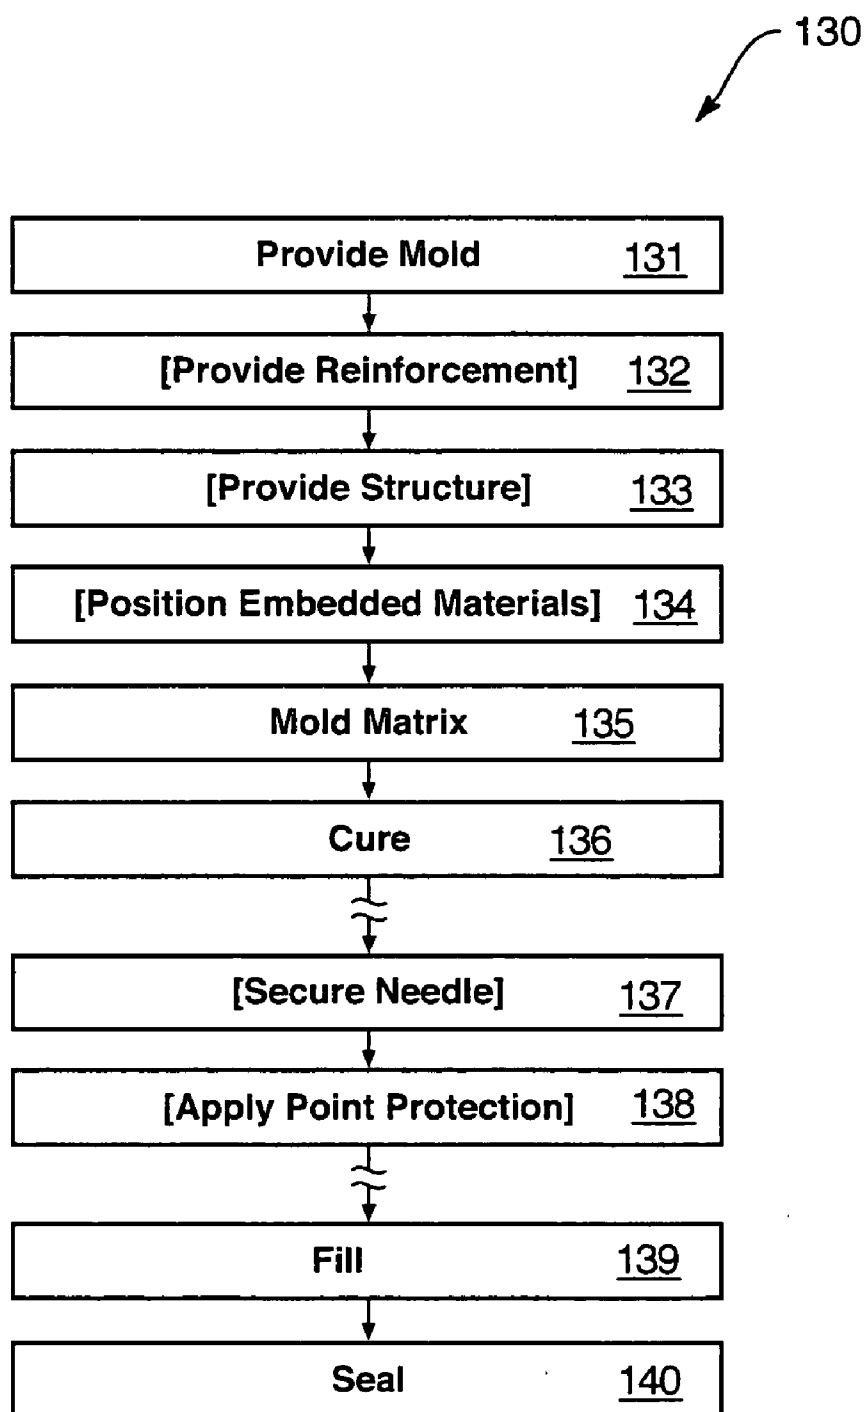 130
Provide Mold 131
[Provide Reinforcement] 132
[Provide Structure] 133
[Position Embedded Materials] 134
Mold Matrix 135
Cure 136
[Secure Needle] 137
[Apply Point Protection] 138
Fill 139
Seal 140